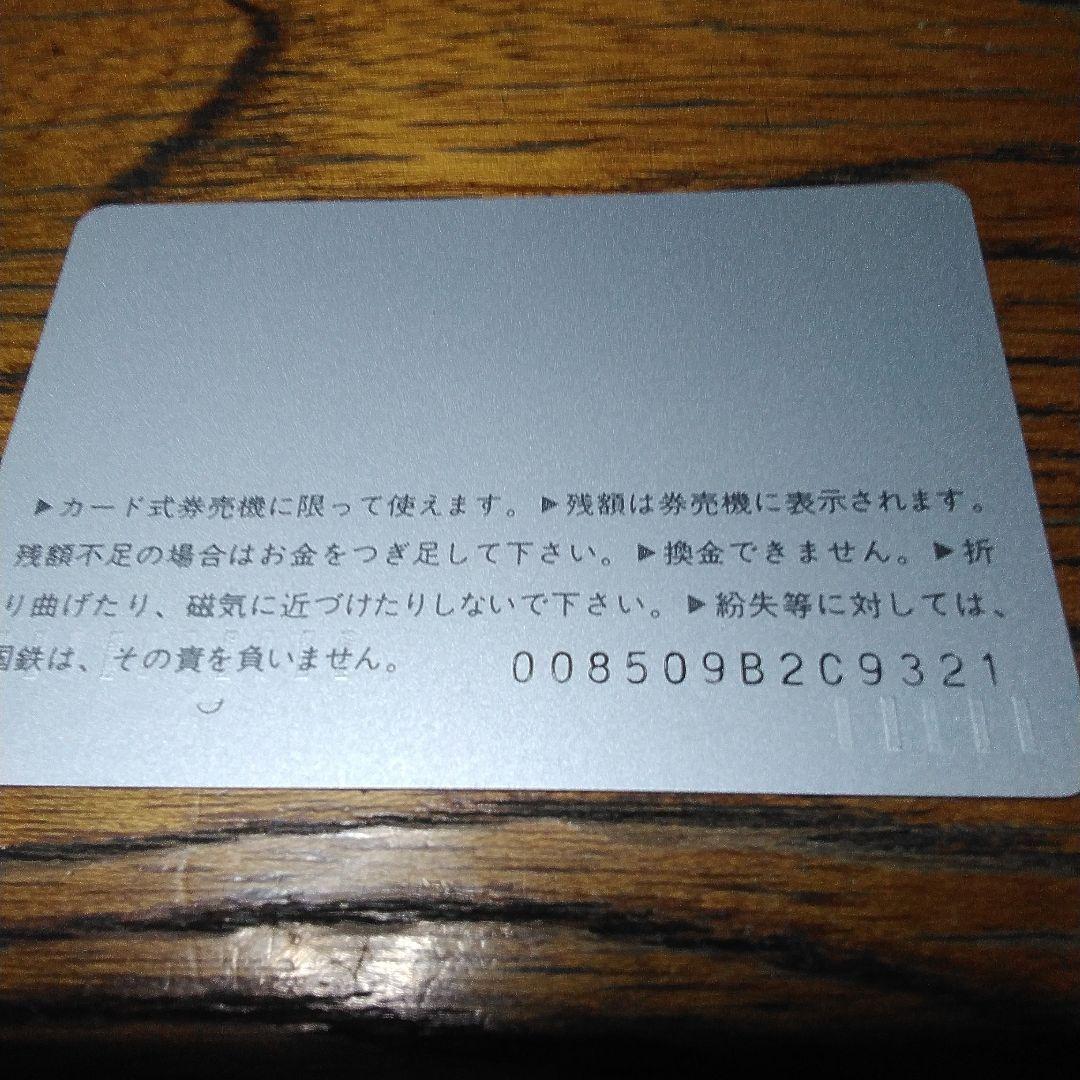 ▶カード式券売機に限って使えます。▶残額は券売機に表示されます。
残額不足の場合はお金をつぎ足して下さい。▶換金できません。▶折
り曲げたり、磁気に近づけたりしないで下さい。▶紛失等に対しては、
国鉄は、その責を負いません。 008509B2C9321